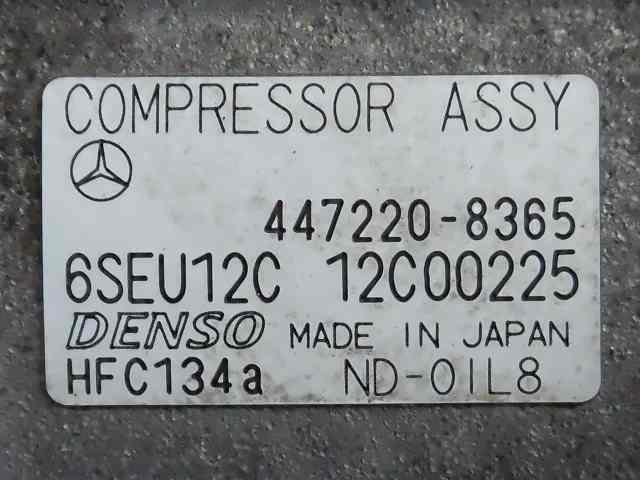 COMPRESSOR ASSY
447220-8365
6SEU12C 12C00225
DENSO MADE IN JAPAN
HFC134a ND-OIL8